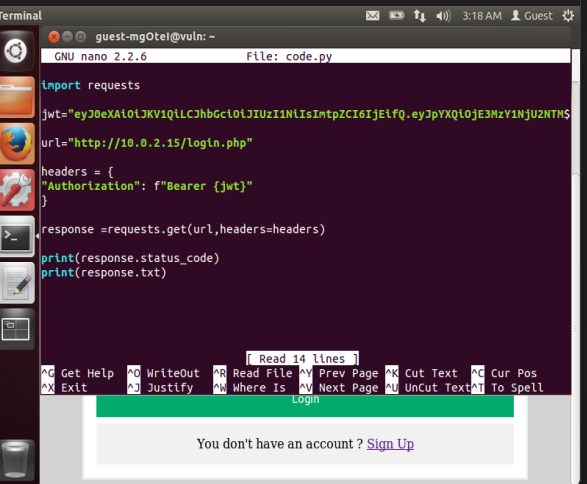 Terminal
3:18 AM Guest
guest-mgOteI@vuln: ~
GNU nano 2.2.6 File: code.py
import requests
jwt="eyJ0eXAiOiJKV1QiLCJhbGciOiJIUzI1NiIsImtpZCI6IjEifQ.eyJpYXQiOjE3MzY1NjU2NTM$
url="http://10.0.2.15/login.php"
headers = {
"Authorization": f"Bearer {jwt}"
}
response =requests.get(url,headers=headers)
print(response.status_code)
print(response.txt)
[ Read 14 lines ]
^G Get Help ^O WriteOut ^R Read File ^Y Prev Page ^K Cut Text ^C Cur Pos
^X Exit ^J Justify ^W Where Is ^V Next Page ^U UnCut Text ^T To Spell
Login
You don't have an account ? Sign Up